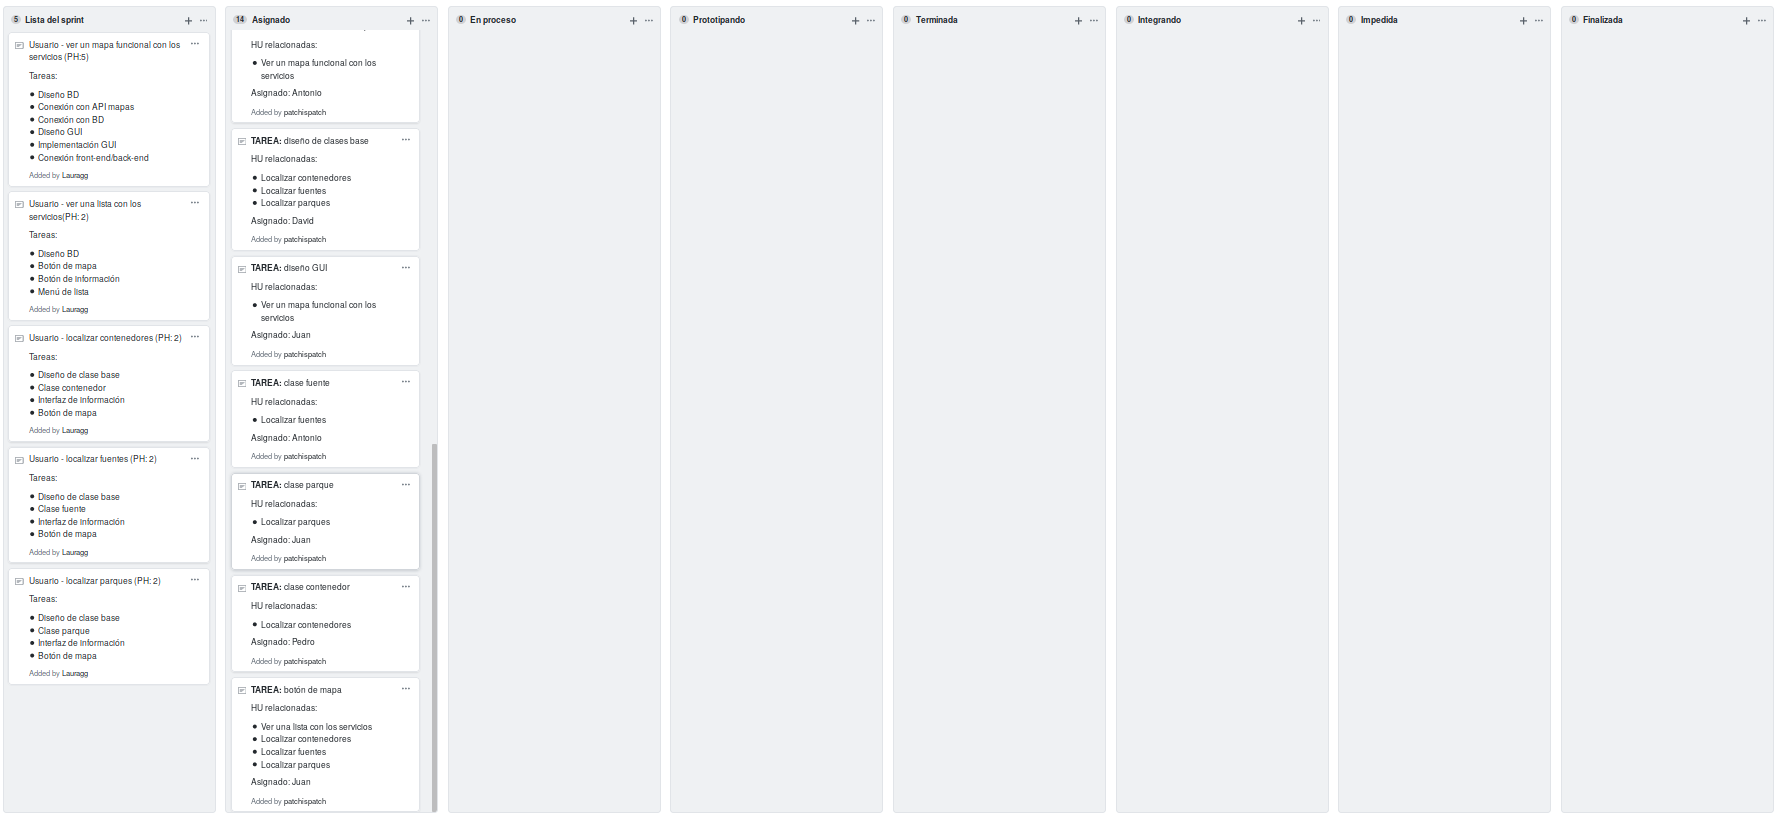 5 Lista del sprint
Usuario - ver un mapa funcional con los
servicios (PH:5)
Tareas:
Diseño BD
Conexión con API mapas
Conexión con BD
Diseño GUI
Implementación GUI
Conexión front-end/back-end
Added by Lauragg
Usuario - ver una lista con los
servicios(PH: 2)
Tareas:
Diseño BD
Botón de mapa
Botón de información
Menú de lista
Added by Lauragg
Usuario - localizar contenedores (PH: 2)
Tareas:
Diseño de clase base
Clase contenedor
Interfaz de información
Botón de mapa
Added by Lauragg
Usuario - localizar fuentes (PH: 2)
Tareas:
Diseño de clase base
Clase fuente
Interfaz de información
Botón de mapa
Added by Lauragg
Usuario - localizar parques (PH: 2)
Tareas:
Diseño de clase base
Clase parque
Interfaz de información
Botón de mapa
Added by Lauragg
14 Asignado
HU relacionadas:
Ver un mapa funcional con los
servicios
Asignado: Antonio
Added by patchispatch
TAREA: diseño de clases base
HU relacionadas:
Localizar contenedores
Localizar fuentes
Localizar parques
Asignado: David
Added by patchispatch
TAREA: diseño GUI
HU relacionadas:
Ver un mapa funcional con los
servicios
Asignado: Juan
Added by patchispatch
TAREA: clase fuente
HU relacionadas:
Localizar fuentes
Asignado: Antonio
Added by patchispatch
TAREA: clase parque
HU relacionadas:
Localizar parques
Asignado: Juan
Added by patchispatch
TAREA: clase contenedor
HU relacionadas:
Localizar contenedores
Asignado: Pedro
Added by patchispatch
TAREA: botón de mapa
HU relacionadas:
Ver una lista con los servicios
Localizar contenedores
Localizar fuentes
Localizar parques
Asignado: Juan
Added by patchispatch
0 En proceso
0 Prototipando
0 Terminada
0 Integrando
0 Impedida
0 Finalizada